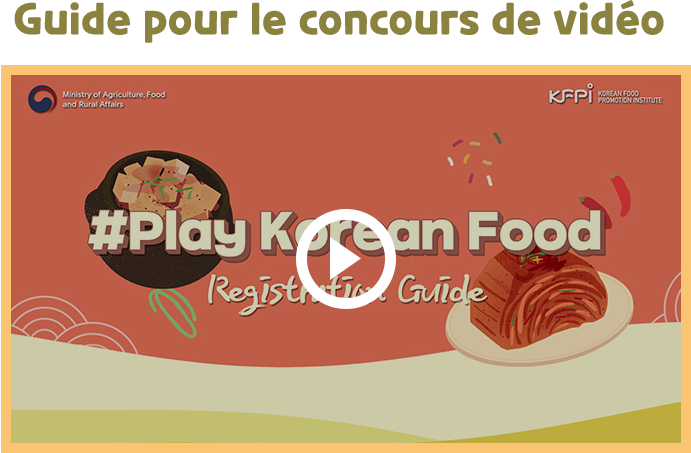 Guide pour le concours de vidéo
Ministry of Agriculture, Food
and Rural Affairs
KFPi KOREAN FOOD
PROMOTION INSTITUTE
#Play Korean Food
Registration Guide